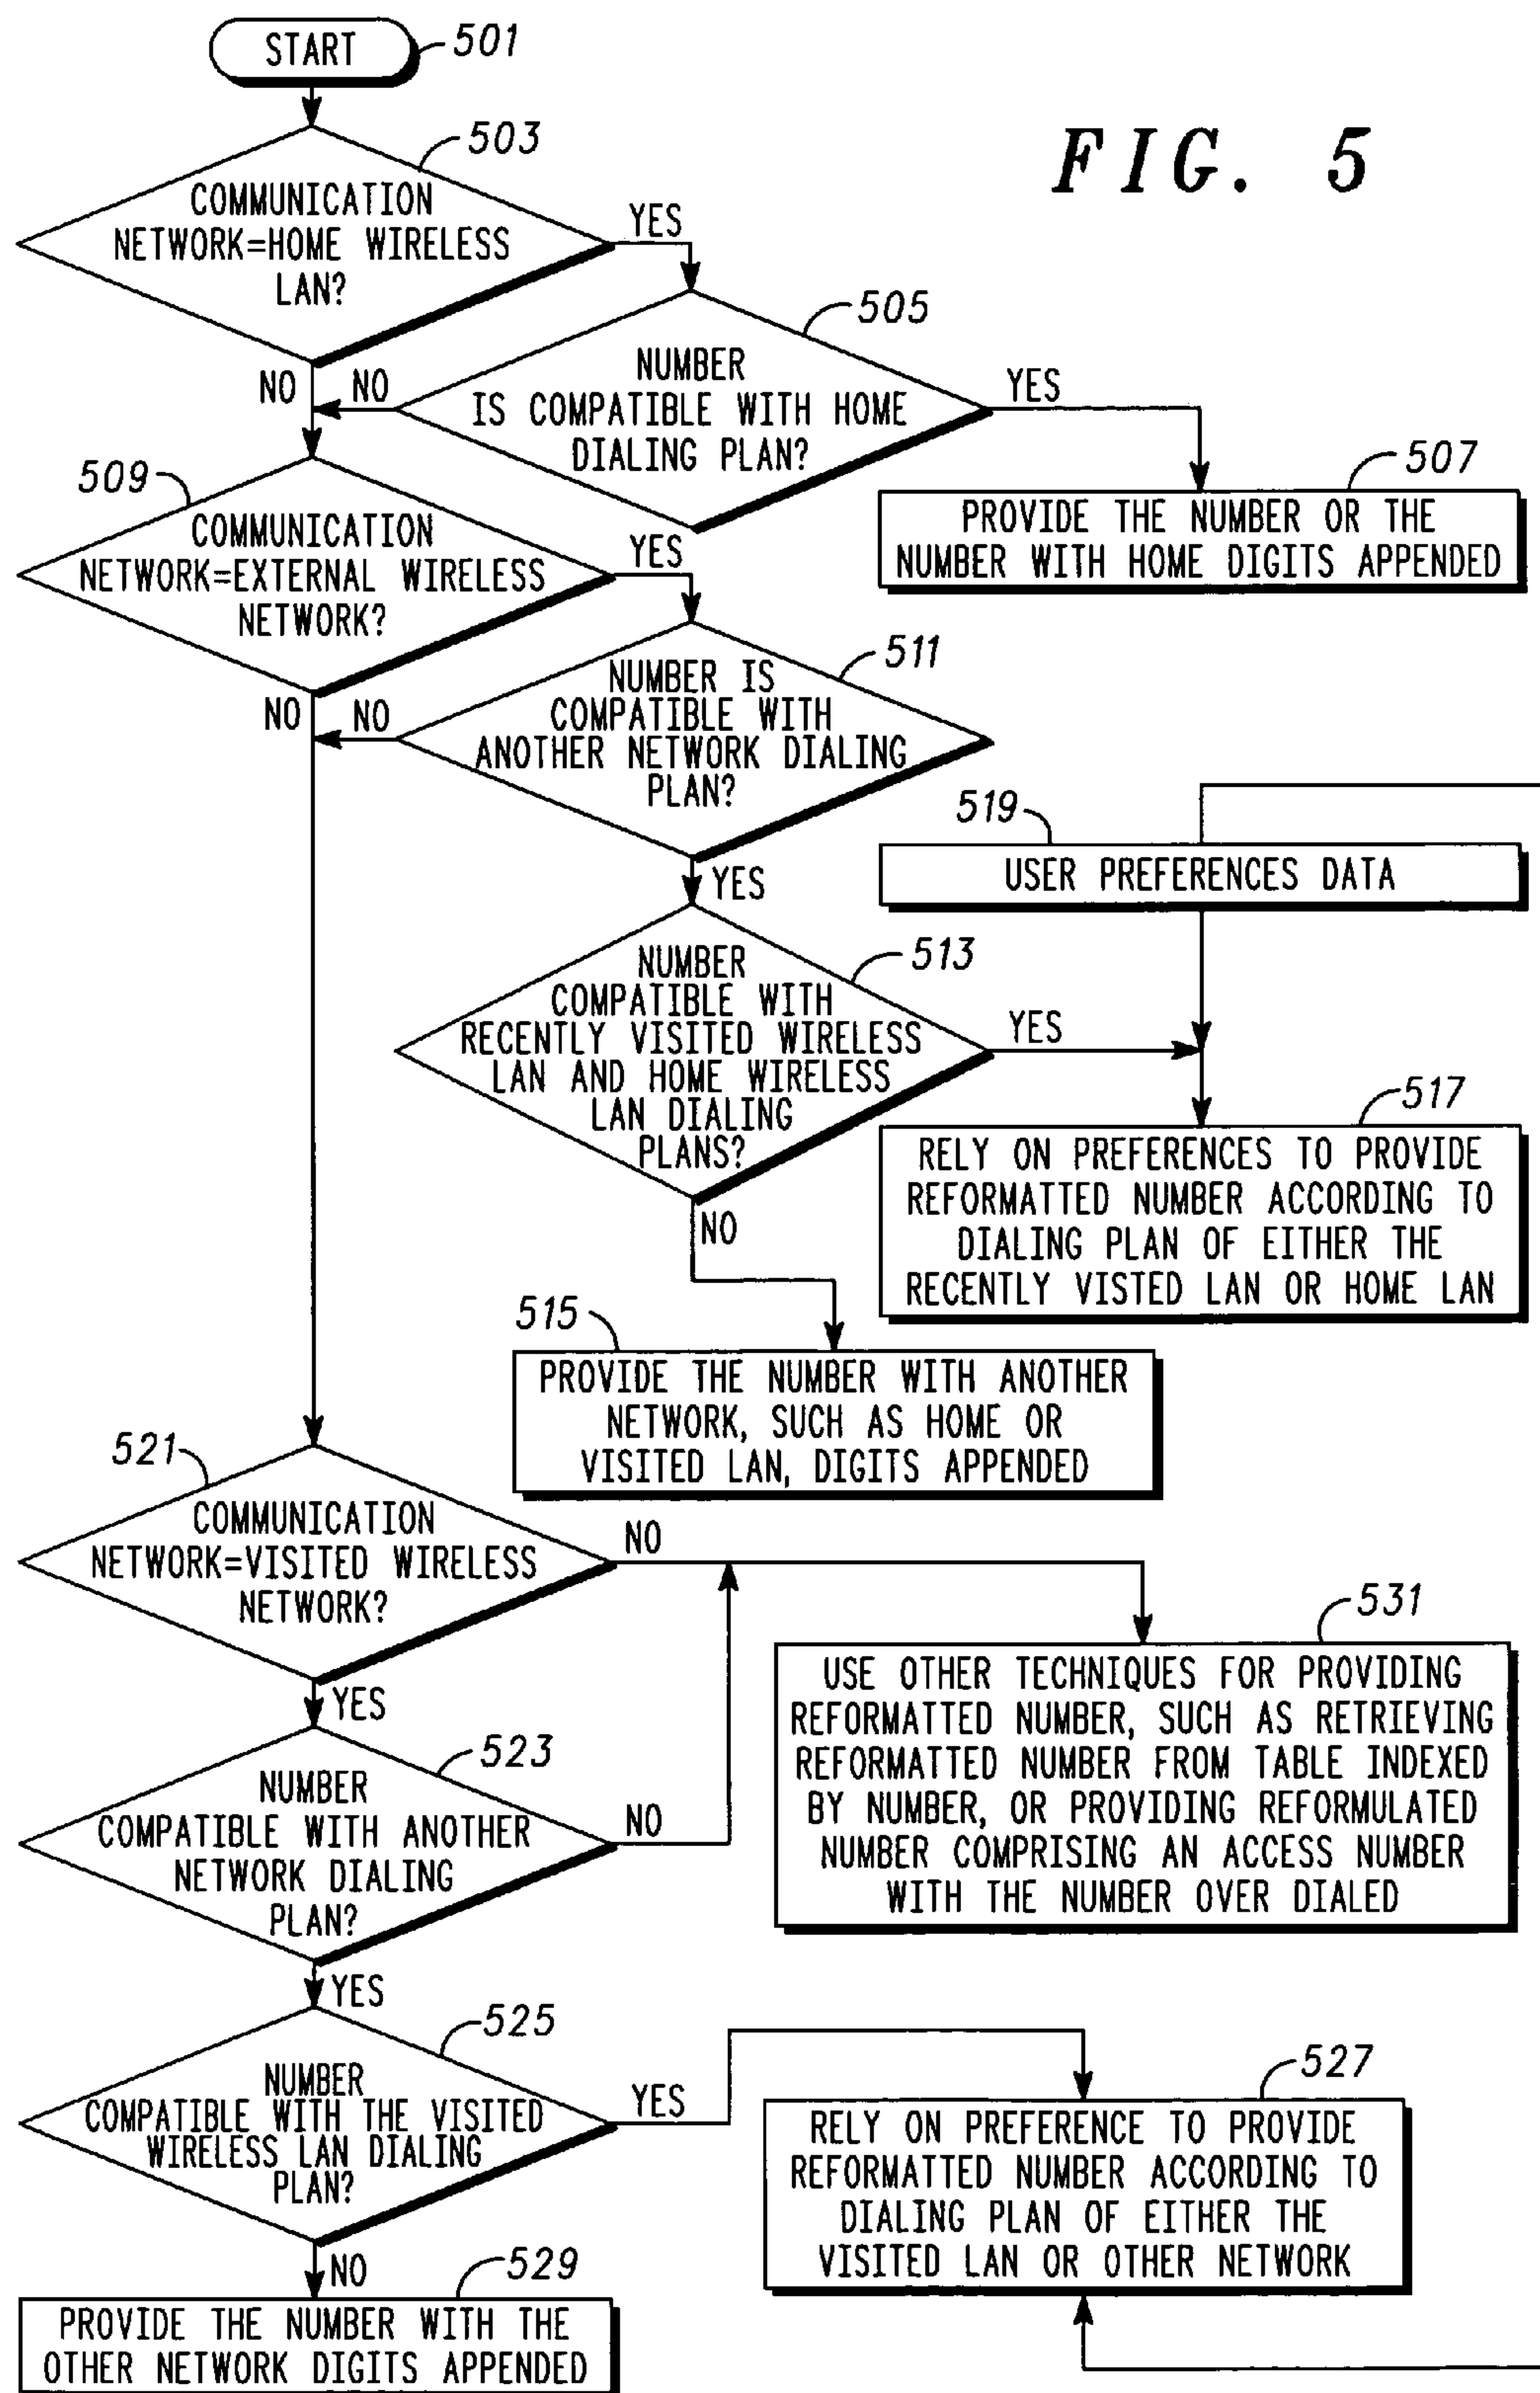 START
501
FIG. 5
503
COMMUNICATION
NETWORK=HOME WIRELESS
LAN?
YES
NO
505
NUMBER
IS COMPATIBLE WITH HOME
DIALING PLAN?
NO
YES
507
PROVIDE THE NUMBER OR THE
NUMBER WITH HOME DIGITS APPENDED
509
COMMUNICATION
NETWORK=EXTERNAL WIRELESS
NETWORK?
YES
NO
511
NUMBER IS
COMPATIBLE WITH
ANOTHER NETWORK DIALING
PLAN?
NO
YES
519
USER PREFERENCES DATA
513
NUMBER
COMPATIBLE WITH
RECENTLY VISITED WIRELESS
LAN AND HOME WIRELESS
LAN DIALING
PLANS?
YES
NO
517
RELY ON PREFERENCES TO PROVIDE
REFORMATTED NUMBER ACCORDING TO
DIALING PLAN OF EITHER THE
RECENTLY VISTED LAN OR HOME LAN
515
PROVIDE THE NUMBER WITH ANOTHER
NETWORK, SUCH AS HOME OR
VISITED LAN, DIGITS APPENDED
521
COMMUNICATION
NETWORK=VISITED WIRELESS
NETWORK?
NO
YES
531
USE OTHER TECHNIQUES FOR PROVIDING
REFORMATTED NUMBER, SUCH AS RETRIEVING
REFORMATTED NUMBER FROM TABLE INDEXED
BY NUMBER, OR PROVIDING REFORMULATED
NUMBER COMPRISING AN ACCESS NUMBER
WITH THE NUMBER OVER DIALED
523
NUMBER
COMPATIBLE WITH ANOTHER
NETWORK DIALING
PLAN?
NO
YES
525
NUMBER
COMPATIBLE WITH THE VISITED
WIRELESS LAN DIALING
PLAN?
YES
NO
527
RELY ON PREFERENCE TO PROVIDE
REFORMATTED NUMBER ACCORDING TO
DIALING PLAN OF EITHER THE
VISITED LAN OR OTHER NETWORK
529
PROVIDE THE NUMBER WITH THE
OTHER NETWORK DIGITS APPENDED